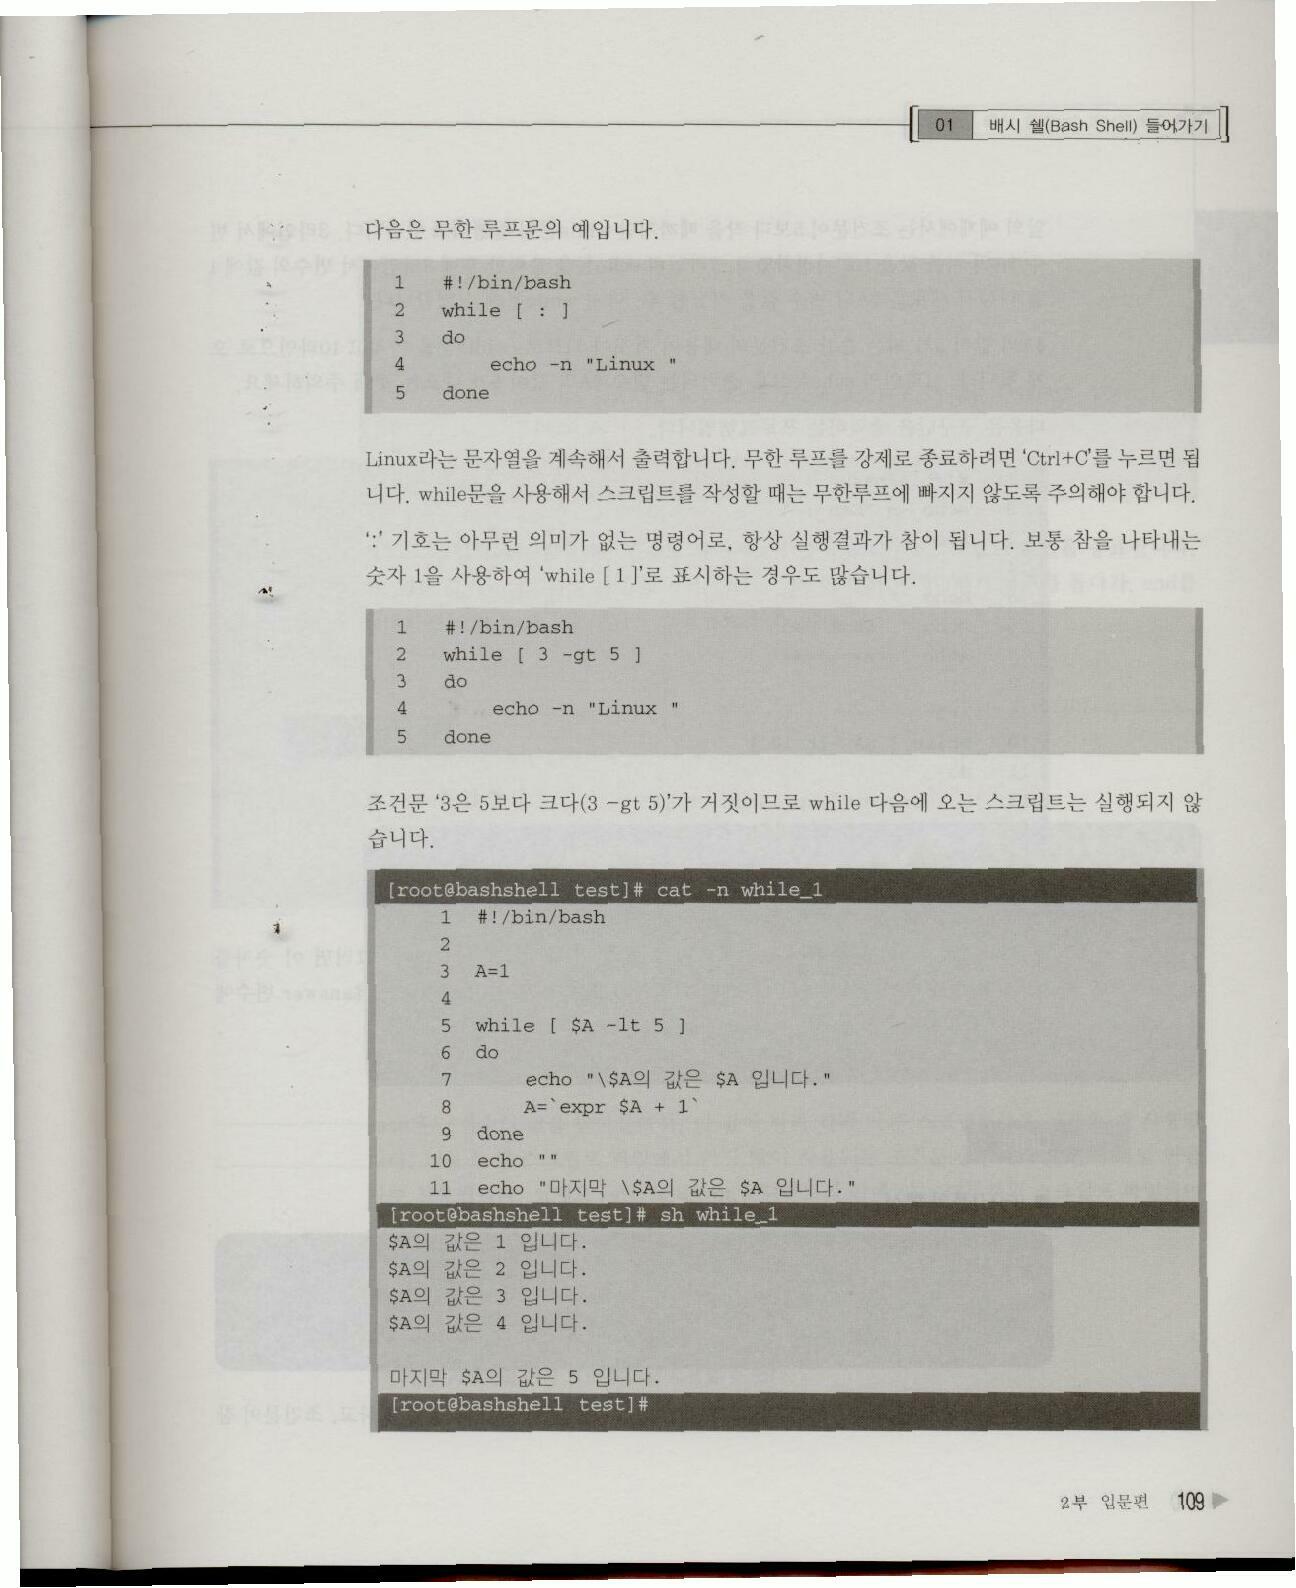 01 배시 쉘(Bash Shell) 들어가기
다음은 무한 루프문의 예입니다.
1 #!/bin/bash
2 while [ : ]
3 do
4 echo -n "Linux "
5 done
Linux라는 문자열을 계속해서 출력합니다. 무한 루프를 강제로 종료하려면 ‘Ctrl+C’를 누르면 됩
니다. while문을 사용해서 스크립트를 작성할 때는 무한루프에 빠지지 않도록 주의해야 합니다.
‘:’ 기호는 아무런 의미가 없는 명령어로, 항상 실행결과가 참이 됩니다. 보통 참을 나타내는
숫자 1을 사용하여 ‘while [ 1 ]’로 표시하는 경우도 많습니다.
1 #!/bin/bash
2 while [ 3 -gt 5 ]
3 do
4 echo -n "Linux "
5 done
조건문 ‘3은 5보다 크다(3 -gt 5)’가 거짓이므로 while 다음에 오는 스크립트는 실행되지 않
습니다.
[root@bashshell test]# cat -n while_1
1 #!/bin/bash
2
3 A=1
4
5 while [ $A -lt 5 ]
6 do
7 echo "\$A의 값은 $A 입니다."
8 A=`expr $A + 1`
9 done
10 echo ""
11 echo "마지막 \$A의 값은 $A 입니다."
[root@bashshell test]# sh while_1
$A의 값은 1 입니다.
$A의 값은 2 입니다.
$A의 값은 3 입니다.
$A의 값은 4 입니다.
마지막 $A의 값은 5 입니다.
[root@bashshell test]#
2부 입문편 109